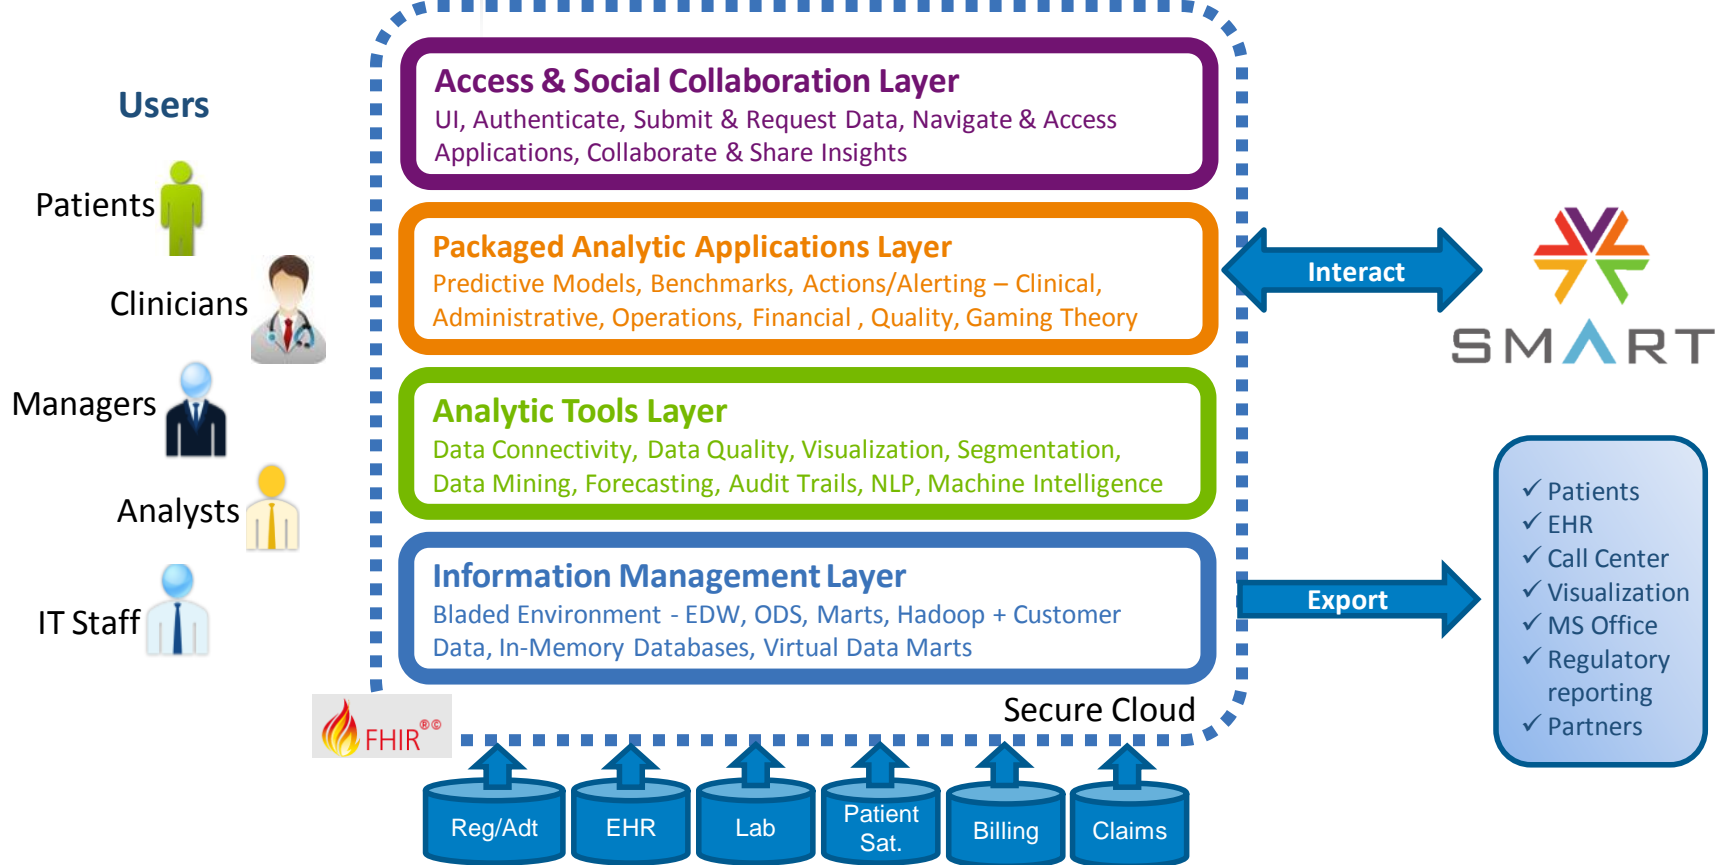 Users
Patients
Clinicians
Managers
Analysts
IT Staff
Access & Social Collaboration Layer
UI, Authenticate, Submit & Request Data, Navigate & Access
Applications, Collaborate & Share Insights
Packaged Analytic Applications Layer
Predictive Models, Benchmarks, Actions/Alerting – Clinical,
Administrative, Operations, Financial , Quality, Gaming Theory
Analytic Tools Layer
Data Connectivity, Data Quality, Visualization, Segmentation,
Data Mining, Forecasting, Audit Trails, NLP, Machine Intelligence
Information Management Layer
Bladed Environment - EDW, ODS, Marts, Hadoop + Customer
Data, In-Memory Databases, Virtual Data Marts
Secure Cloud
FHIR®©
Reg/Adt
EHR
Lab
Patient
Sat.
Billing
Claims
Interact
SMART
Export
✓ Patients
✓ EHR
✓ Call Center
✓ Visualization
✓ MS Office
✓ Regulatory
reporting
✓ Partners